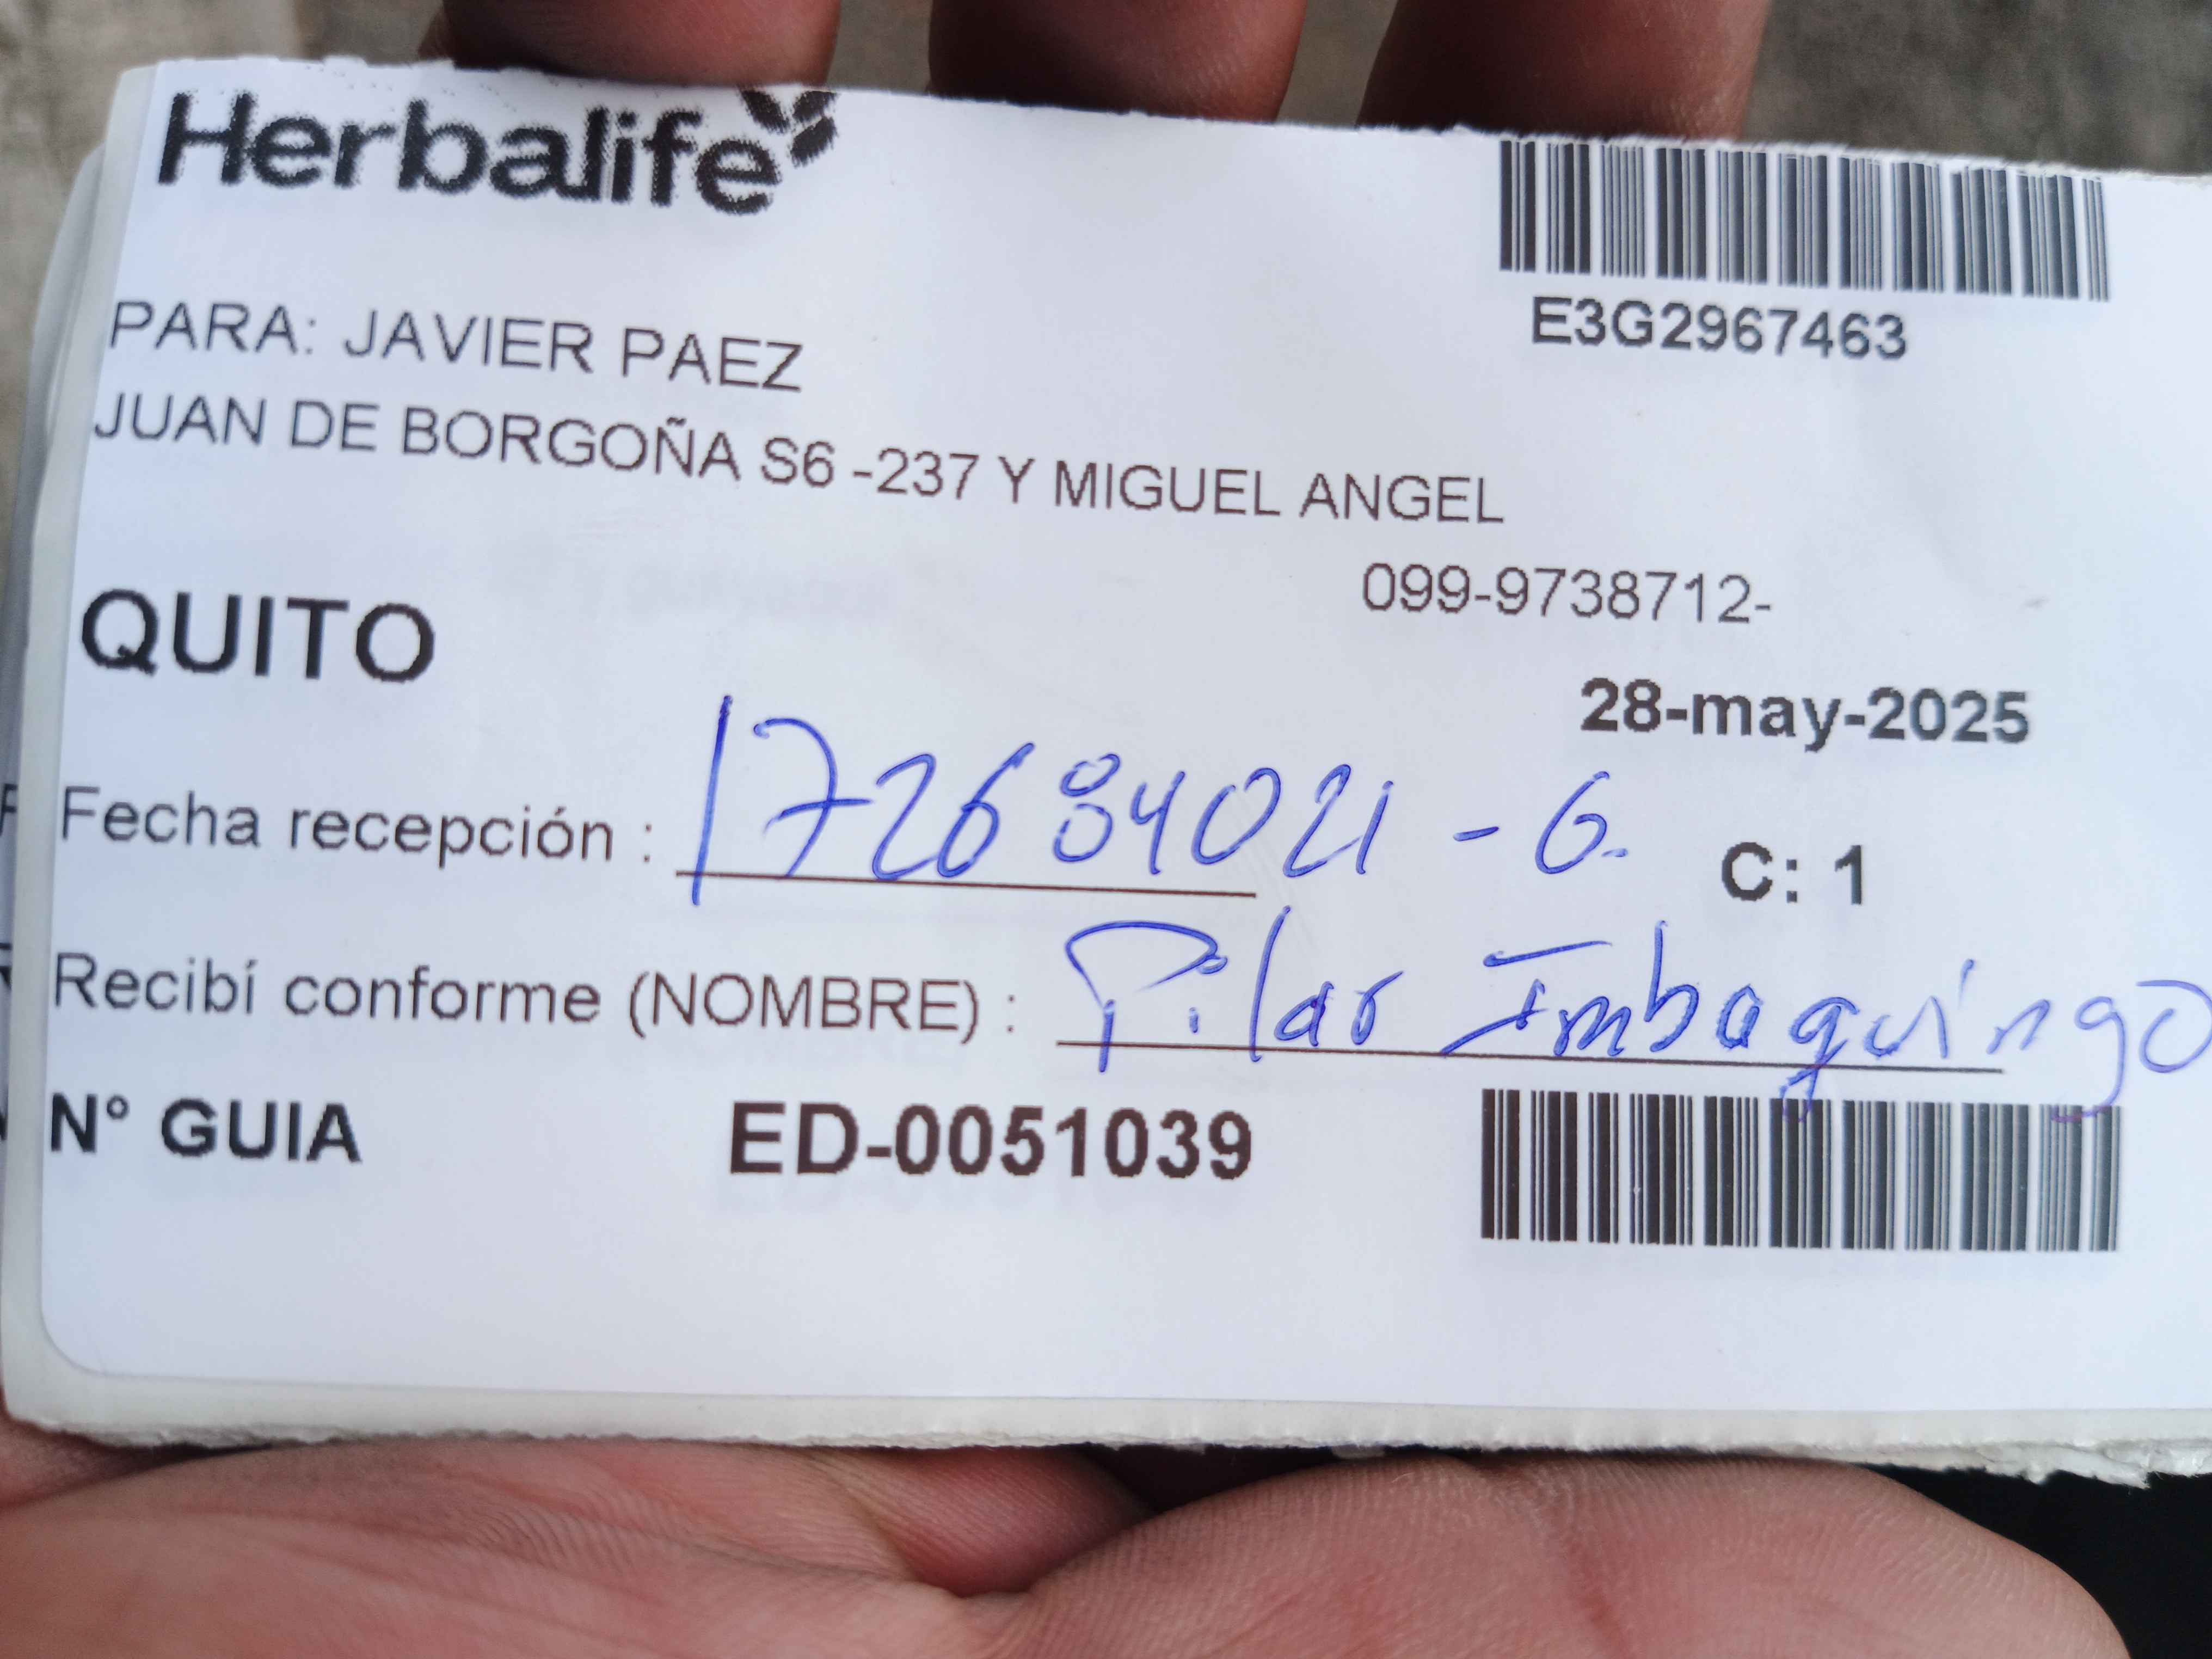 Herbalife
E3G2967463
PARA: JAVIER PAEZ
JUAN DE BORGOÑA S6 -237 Y MIGUEL ANGEL
099-9738712-
QUITO
28-may-2025
Fecha recepción : 172684021-6.
C: 1
Recibí conforme (NOMBRE) : Pilar Imbaquingo
N° GUIA ED-0051039